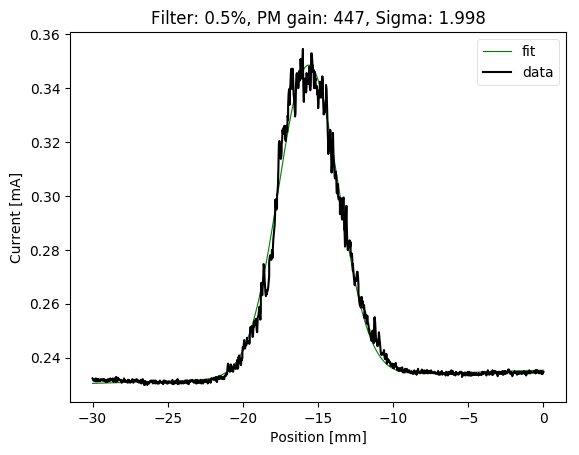 Filter: 0.5%, PM gain: 447, Sigma: 1.998
fit
data
Current [mA]
0.36
0.34
0.32
0.30
0.28
0.26
0.24
−30
−25
−20
−15
−10
−5
0
Position [mm]